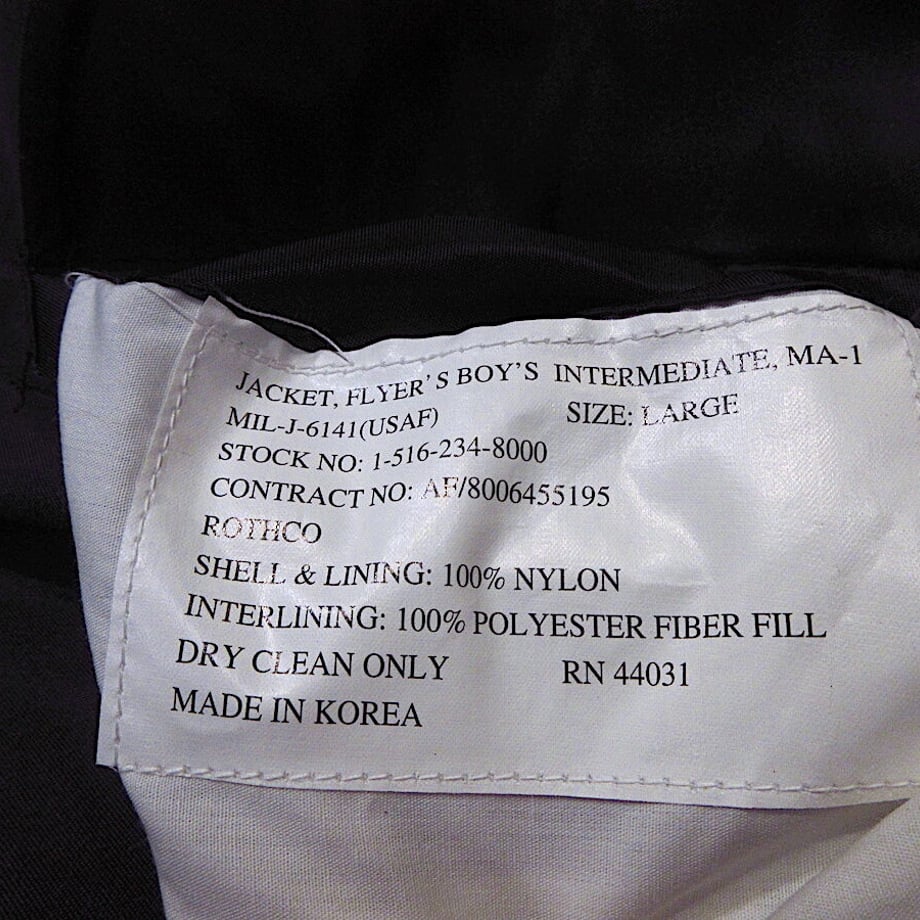 JACKET, FLYER'S BOY'S INTERMEDIATE, MA-1
MIL-J-6141(USAF) SIZE: LARGE
STOCK NO: 1-516-234-8000
CONTRACT NO: AF/8006455195
ROTHCO
SHELL & LINING: 100% NYLON
INTERLINING: 100% POLYESTER FIBER FILL
DRY CLEAN ONLY RN 44031
MADE IN KOREA